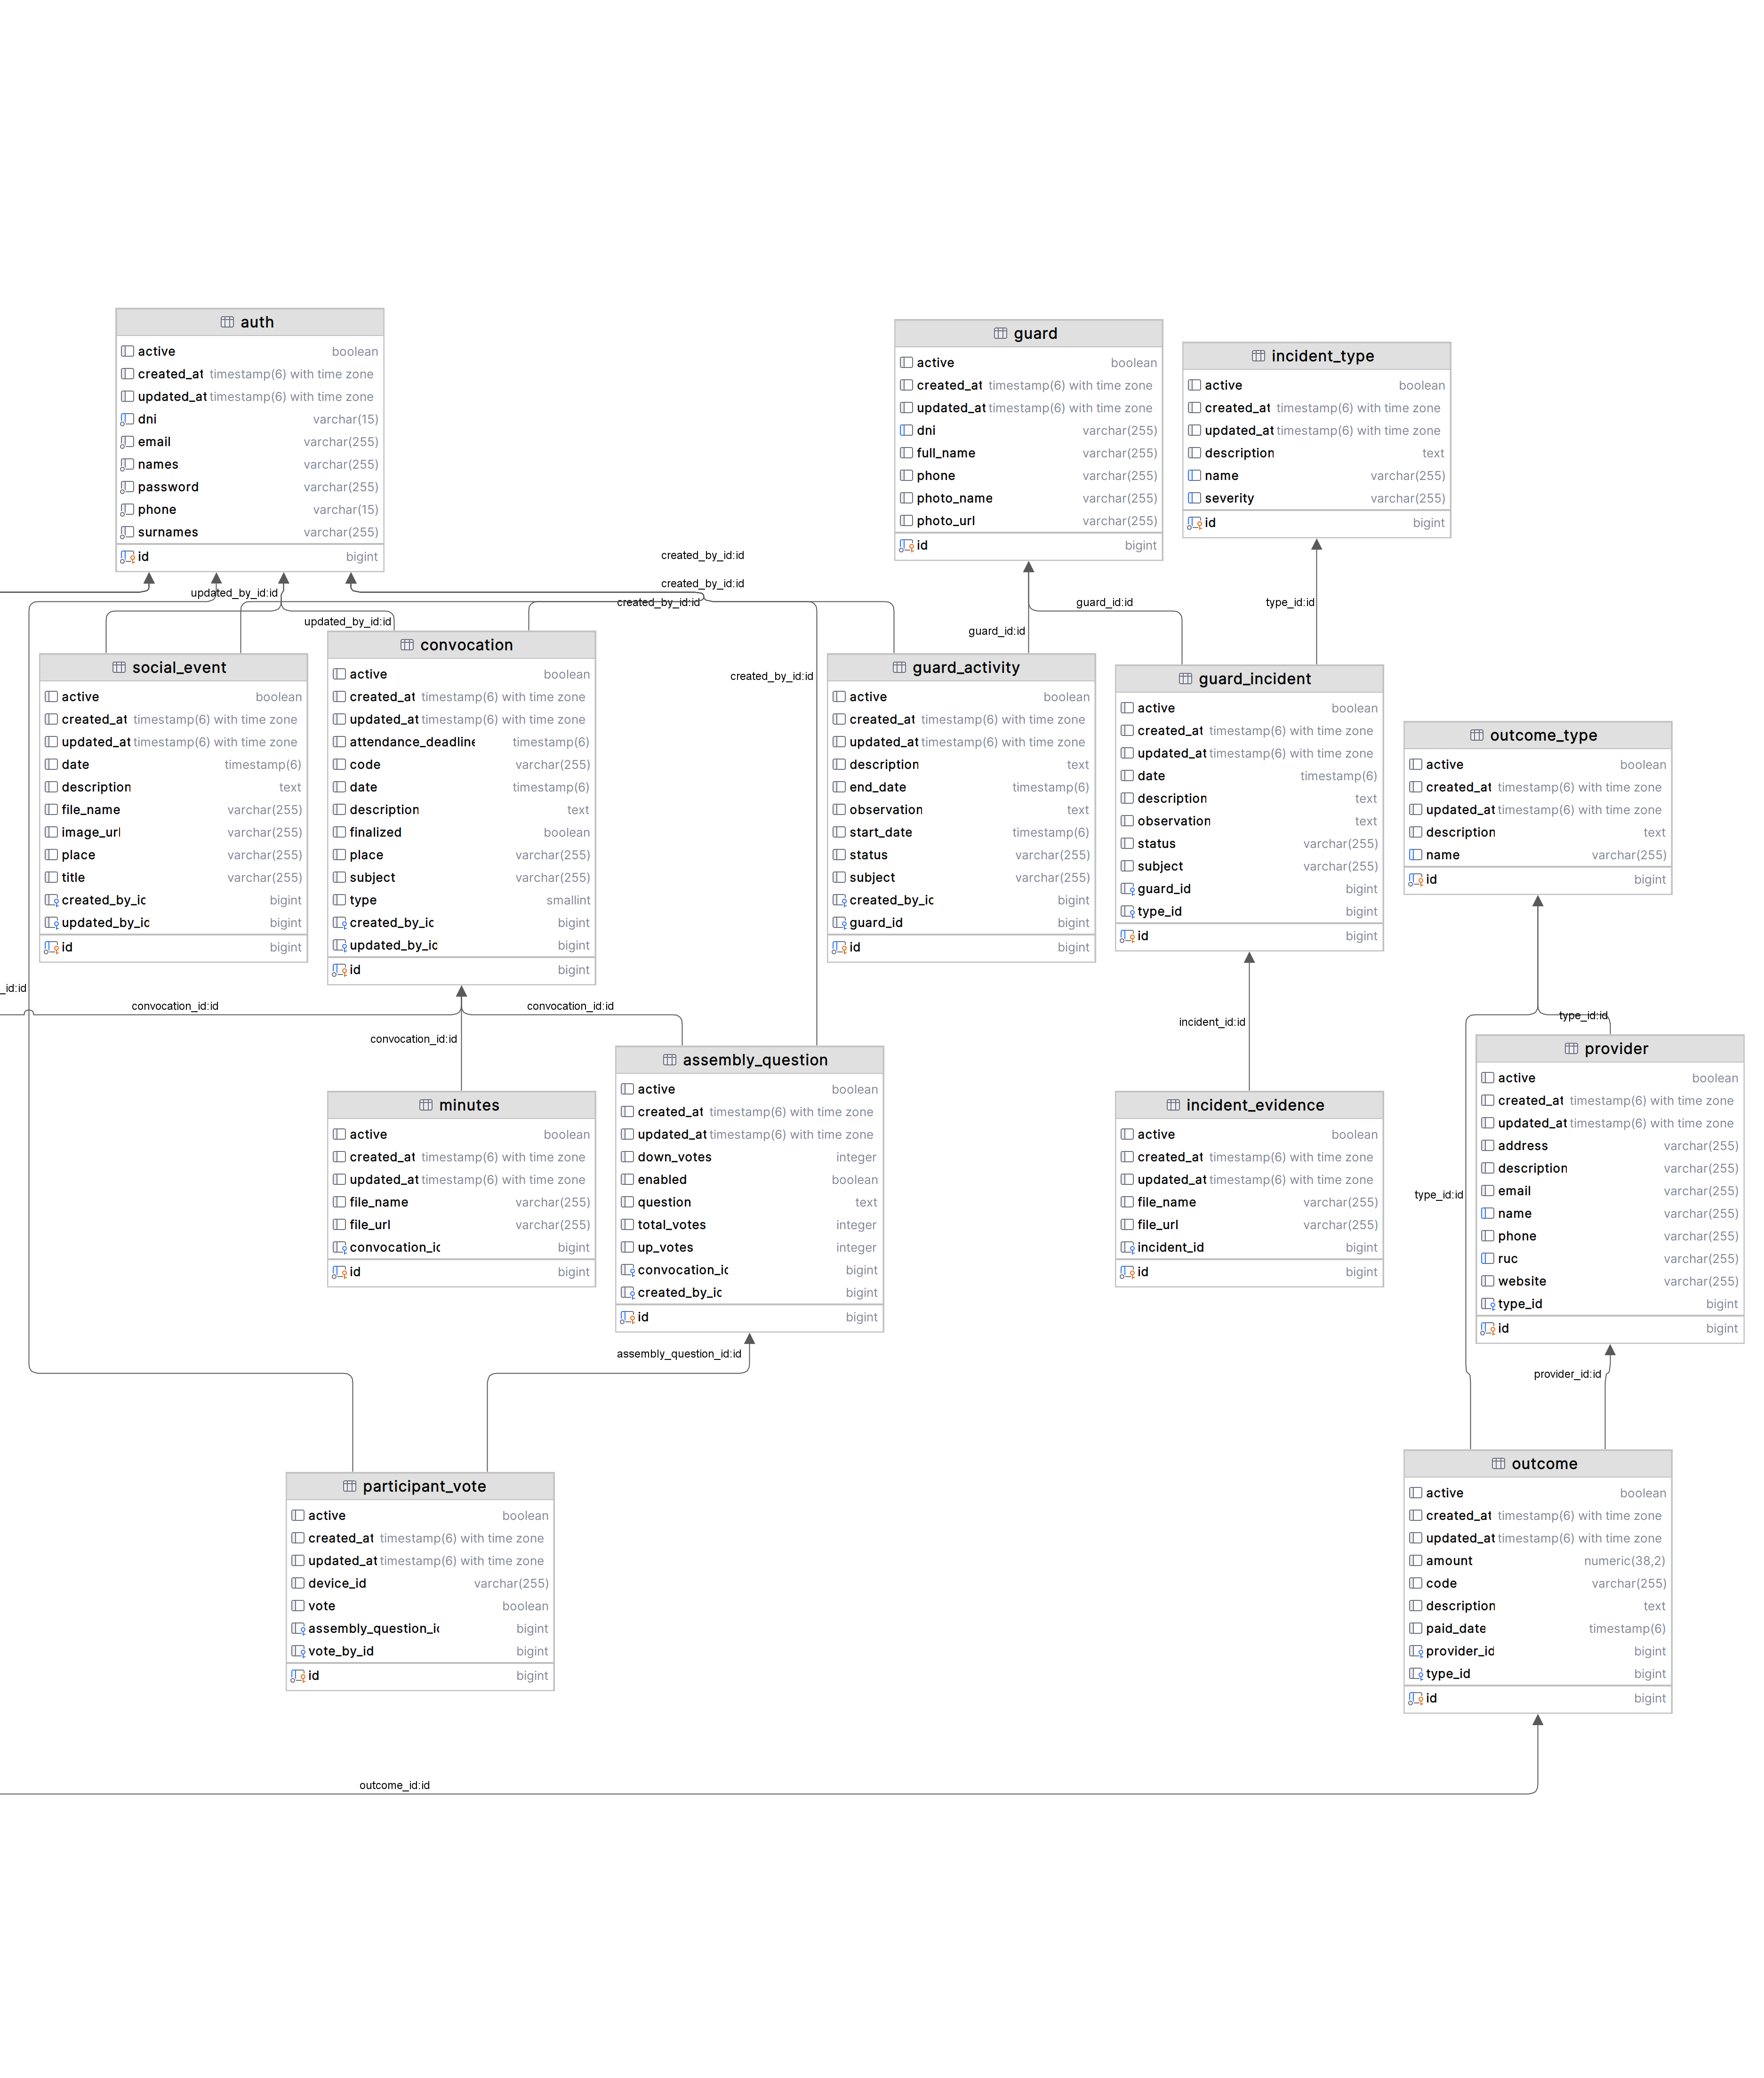 auth
active boolean
created_at timestamp(6) with time zone
updated_at timestamp(6) with time zone
dni varchar(15)
email varchar(255)
names varchar(255)
password varchar(255)
phone varchar(15)
surnames varchar(255)
id bigint
guard
active boolean
created_at timestamp(6) with time zone
updated_at timestamp(6) with time zone
dni varchar(255)
full_name varchar(255)
phone varchar(255)
photo_name varchar(255)
photo_url varchar(255)
id bigint
incident_type
active boolean
created_at timestamp(6) with time zone
updated_at timestamp(6) with time zone
description text
name varchar(255)
severity varchar(255)
id bigint
created_by_id:id
created_by_id:id
updated_by_id:id
created_by_id:id
guard_id:id
type_id:id
updated_by_id:id
guard_id:id
created_by_id:id
social_event
active boolean
created_at timestamp(6) with time zone
updated_at timestamp(6) with time zone
date timestamp(6)
description text
file_name varchar(255)
image_url varchar(255)
place varchar(255)
title varchar(255)
created_by_ic bigint
updated_by_ic bigint
id bigint
convocation
active boolean
created_at timestamp(6) with time zone
updated_at timestamp(6) with time zone
attendance_deadline timestamp(6)
code varchar(255)
date timestamp(6)
description text
finalized boolean
place varchar(255)
subject varchar(255)
type smallint
created_by_ic bigint
updated_by_ic bigint
id bigint
guard_activity
active boolean
created_at timestamp(6) with time zone
updated_at timestamp(6) with time zone
description text
end_date timestamp(6)
observation text
start_date timestamp(6)
status varchar(255)
subject varchar(255)
created_by_ic bigint
guard_id bigint
id bigint
guard_incident
active boolean
created_at timestamp(6) with time zone
updated_at timestamp(6) with time zone
date timestamp(6)
description text
observation text
status varchar(255)
subject varchar(255)
guard_id bigint
type_id bigint
id bigint
outcome_type
active boolean
created_at timestamp(6) with time zone
updated_at timestamp(6) with time zone
description text
name varchar(255)
id bigint
_id:id
convocation_id:id
convocation_id:id
convocation_id:id
incident_id:id
type_id:id
minutes
active boolean
created_at timestamp(6) with time zone
updated_at timestamp(6) with time zone
file_name varchar(255)
file_url varchar(255)
convocation_ic bigint
id bigint
assembly_question
active boolean
created_at timestamp(6) with time zone
updated_at timestamp(6) with time zone
down_votes integer
enabled boolean
question text
total_votes integer
up_votes integer
convocation_ic bigint
created_by_ic bigint
id bigint
incident_evidence
active boolean
created_at timestamp(6) with time zone
updated_at timestamp(6) with time zone
file_name varchar(255)
file_url varchar(255)
incident_id bigint
id bigint
provider
active boolean
created_at timestamp(6) with time zone
updated_at timestamp(6) with time zone
address varchar(255)
description varchar(255)
email varchar(255)
name varchar(255)
phone varchar(255)
ruc varchar(255)
website varchar(255)
type_id bigint
id bigint
type_id:id
assembly_question_id:id
provider_id:id
participant_vote
active boolean
created_at timestamp(6) with time zone
updated_at timestamp(6) with time zone
device_id varchar(255)
vote boolean
assembly_question_ic bigint
vote_by_id bigint
id bigint
outcome
active boolean
created_at timestamp(6) with time zone
updated_at timestamp(6) with time zone
amount numeric(38,2)
code varchar(255)
description text
paid_date timestamp(6)
provider_id bigint
type_id bigint
id bigint
outcome_id:id